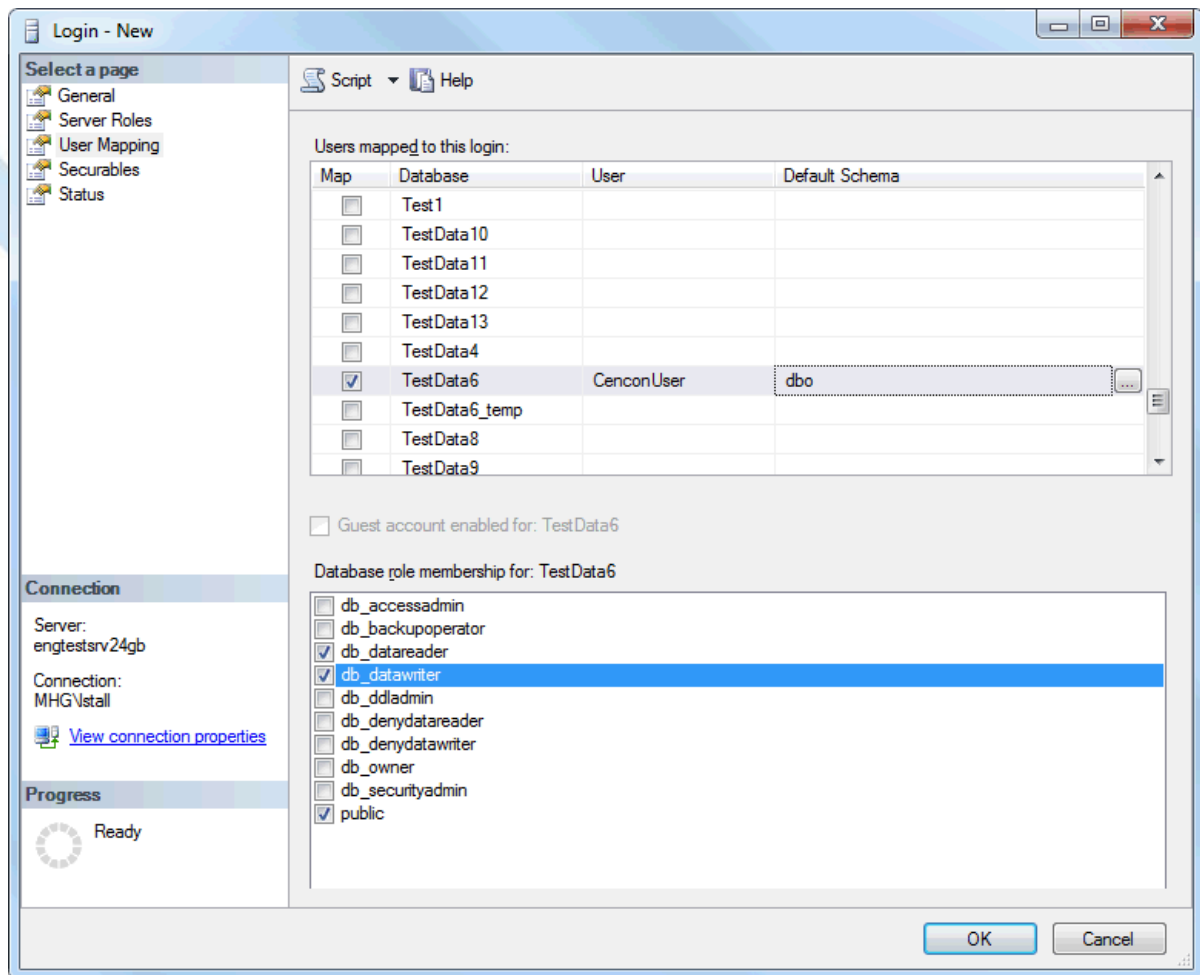 Login - New
Select a page
General
Server Roles
User Mapping
Securables
Status
Script Help
Users mapped to this login:
Map Database User Default Schema
Test1
TestData10
TestData11
TestData12
TestData13
TestData4
TestData6 CenconUser dbo ...
TestData6_temp
TestData8
TestData9
Guest account enabled for: TestData6
Database role membership for: TestData6
db_accessadmin
db_backupoperator
db_datareader
db_datawriter
db_ddladmin
db_denydatareader
db_denydatawriter
db_owner
db_securityadmin
public
Connection
Server:
engtestsrv24gb
Connection:
MHG\lstall
View connection properties
Progress
Ready
OK Cancel